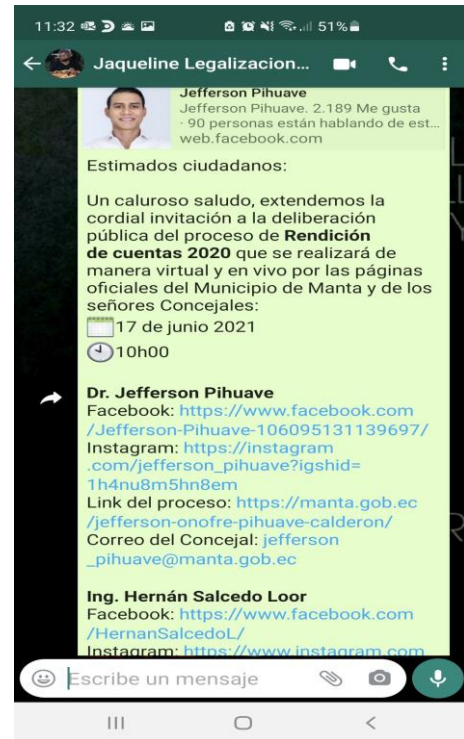 11:32
51%
Jaqueline Legalizacion...
Jefferson Pihuave
Jefferson Pihuave. 2.189 Me gusta
· 90 personas están hablando de est...
web.facebook.com
Estimados ciudadanos:
Un caluroso saludo, extendemos la
cordial invitación a la deliberación
pública del proceso de Rendición
de cuentas 2020 que se realizará de
manera virtual y en vivo por las páginas
oficiales del Municipio de Manta y de los
señores Concejales:
17 de junio 2021
10h00
Dr. Jefferson Pihuave
Facebook: https://www.facebook.com
/Jefferson-Pihuave-106095131139697/
Instagram: https://instagram
.com/jefferson_pihuave?igshid=
1h4nu8m5hn8em
Link del proceso: https://manta.gob.ec
/jefferson-onofre-pihuave-calderon/
Correo del Concejal: jefferson
_pihuave@manta.gob.ec
Ing. Hernán Salcedo Loor
Facebook: https://www.facebook.com
/HernanSalcedoL/
Instagram: https://www.instagram.com
Escribe un mensaje